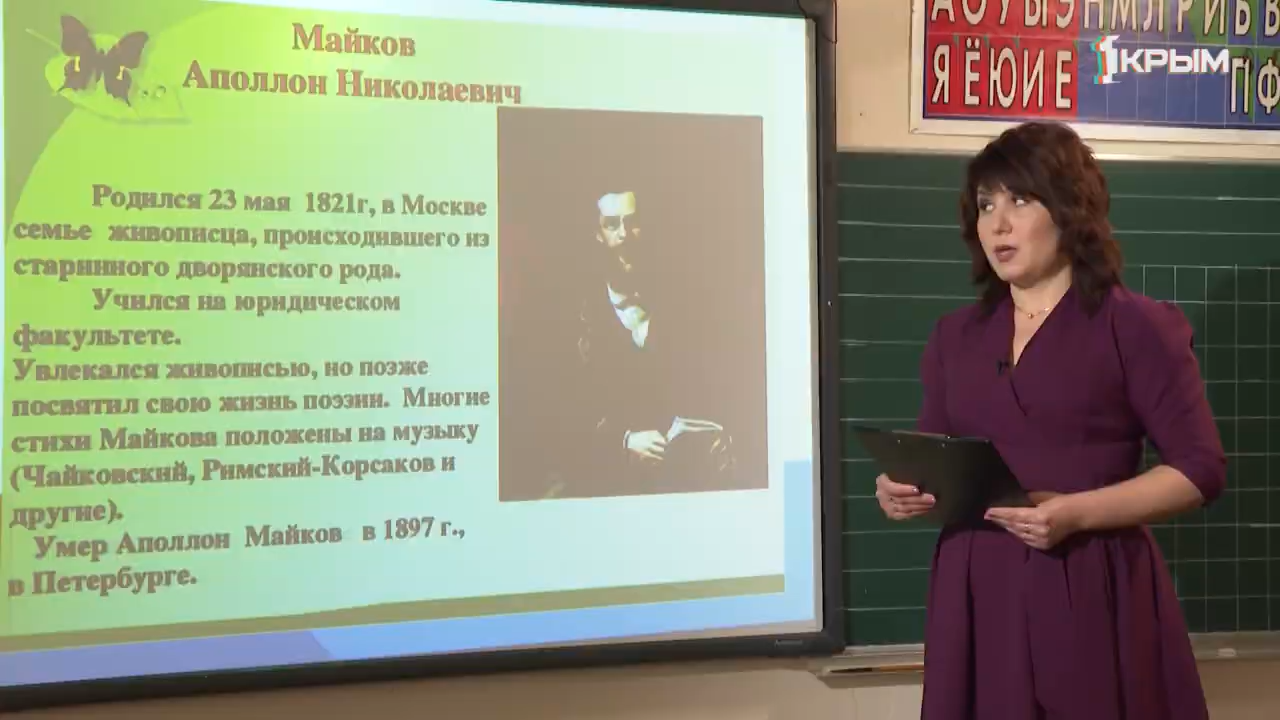 Майков
Аполлон Николаевич
Родился 23 мая 1821г, в Москве
семье живописца, происходившего из
старинного дворянского рода.
Учился на юридическом
факультете.
Увлекался живописью, но позже
посвятил свою жизнь поэзии. Многие
стихи Майкова положены на музыку
(Чайковский, Римский-Корсаков и
другие).
Умер Аполлон Майков в 1897 г.,
в Петербурге.
А О У Ы Э Н М Л Р Й Б В
Я Ё Ю И Е П Ф
1КРЫМ